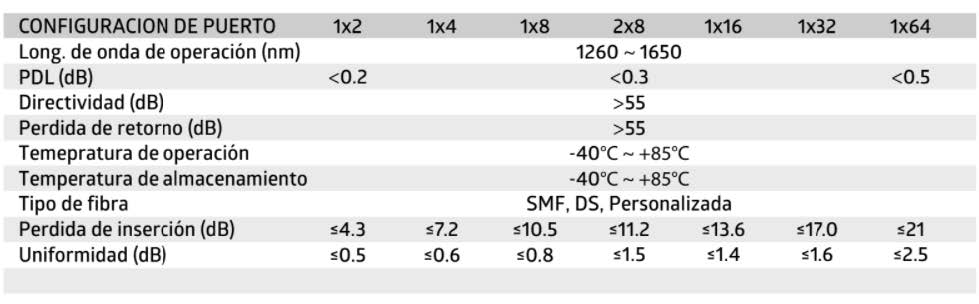 CONFIGURACION DE PUERTO 1x2 1x4 1x8 2x8 1x16 1x32 1x64
Long. de onda de operación (nm) 1260 ~ 1650
PDL (dB) <0.2 <0.3 <0.5
Directividad (dB) >55
Perdida de retorno (dB) >55
Temepratura de operación -40°C ~ +85°C
Temperatura de almacenamiento -40°C ~ +85°C
Tipo de fibra SMF, DS, Personalizada
Perdida de inserción (dB) ≤4.3 ≤7.2 ≤10.5 ≤11.2 ≤13.6 ≤17.0 ≤21
Uniformidad (dB) ≤0.5 ≤0.6 ≤0.8 ≤1.5 ≤1.4 ≤1.6 ≤2.5